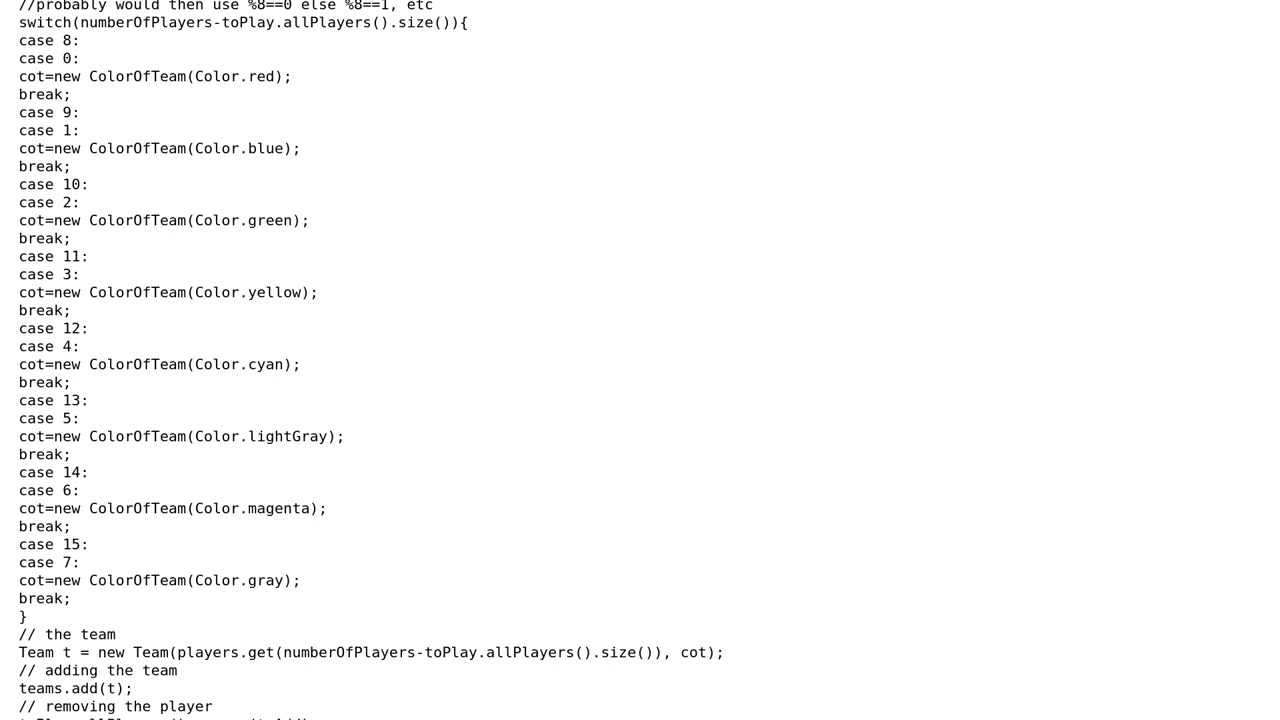 //probably would then use %8==0 else %8==1, etc
switch(numberOfPlayers-toPlay.allPlayers().size()){
case 8:
case 0:
cot=new ColorOfTeam(Color.red);
break;
case 9:
case 1:
cot=new ColorOfTeam(Color.blue);
break;
case 10:
case 2:
cot=new ColorOfTeam(Color.green);
break;
case 11:
case 3:
cot=new ColorOfTeam(Color.yellow);
break;
case 12:
case 4:
cot=new ColorOfTeam(Color.cyan);
break;
case 13:
case 5:
cot=new ColorOfTeam(Color.lightGray);
break;
case 14:
case 6:
cot=new ColorOfTeam(Color.magenta);
break;
case 15:
case 7:
cot=new ColorOfTeam(Color.gray);
break;
}
// the team
Team t = new Team(players.get(numberOfPlayers-toPlay.allPlayers().size()), cot);
// adding the team
teams.add(t);
// removing the player